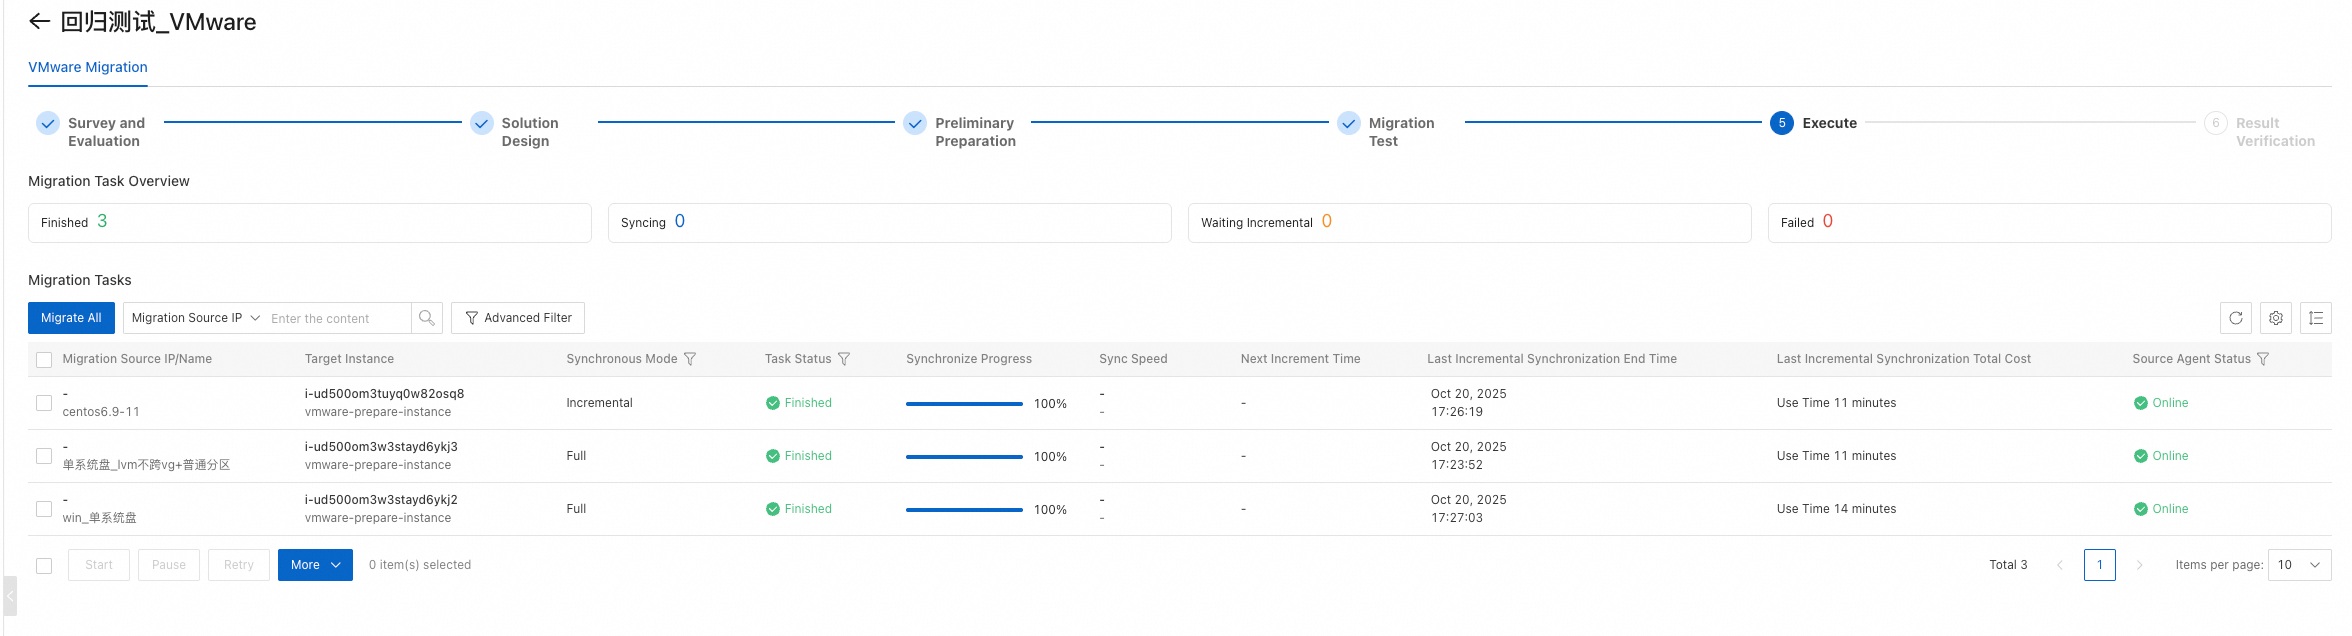 回归测试_VMware
VMware Migration
Survey and
Evaluation
Solution
Design
Preliminary
Preparation
Migration
Test
5 Execute
6 Result
Verification
Migration Task Overview
Finished 3
Syncing 0
Waiting Incremental 0
Failed 0
Migration Tasks
Migrate All Migration Source IP Enter the content Advanced Filter
Migration Source IP/Name Target Instance Synchronous Mode Task Status Synchronize Progress Sync Speed Next Increment Time Last Incremental Synchronization End Time Last Incremental Synchronization Total Cost Source Agent Status
-
centos6.9-11
i-ud500om3tuyq0w82osq8
vmware-prepare-instance
Incremental
Finished
100%
-
-
-
Oct 20, 2025
17:26:19
Use Time 11 minutes
Online
-
单系统盘_lvm不跨vg+普通分区
i-ud500om3w3stayd6ykj3
vmware-prepare-instance
Full
Finished
100%
-
-
-
Oct 20, 2025
17:23:52
Use Time 11 minutes
Online
-
win_单系统盘
i-ud500om3w3stayd6ykj2
vmware-prepare-instance
Full
Finished
100%
-
-
-
Oct 20, 2025
17:27:03
Use Time 14 minutes
Online
Start Pause Retry More 0 item(s) selected
Total 3 1 Items per page: 10